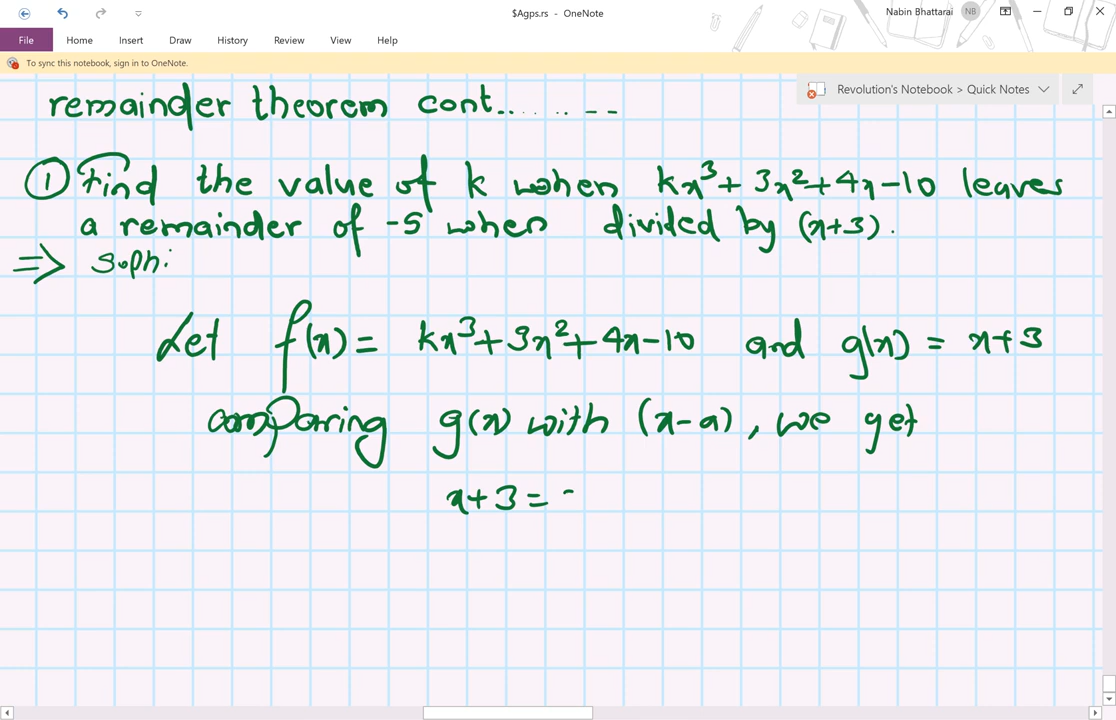 $Agps.rs - OneNote
Nabin Bhattarai NB
File Home Insert Draw History Review View Help
To sync this notebook, sign in to OneNote.
Revolution's Notebook > Quick Notes
remainder theorem cont........
① Find the value of k when kx³+3x²+4x-10 leaves
a remainder of -5 when divided by (x+3).
⇒ Soln:
Let f(x) = kx³+3x²+4x-10 and g(x) = x+3
comparing g(x) with (x-a), we get
x+3 =